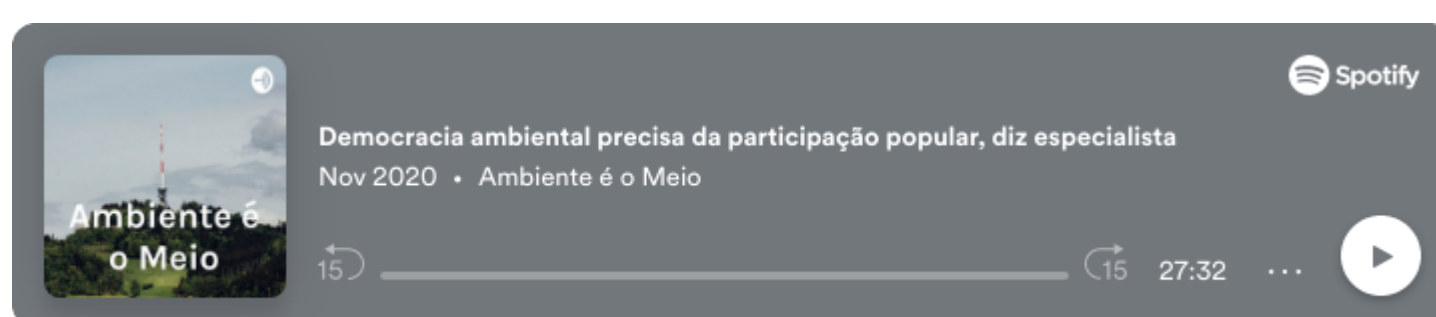 Spotify
Democracia ambiental precisa da participação popular, diz especialista
Nov 2020 • Ambiente é o Meio
Ambiente é
o Meio
15
15
27:32